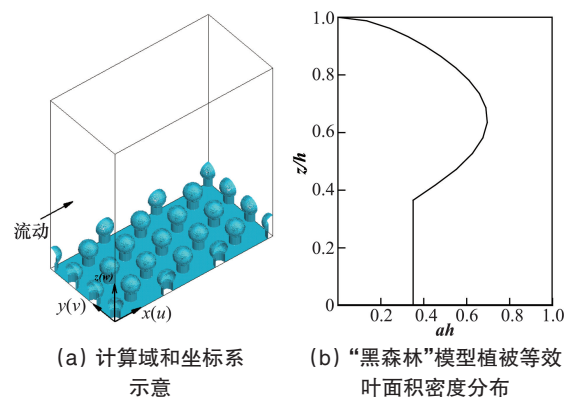 流动
z(w)
y(v)
x(u)
(a) 计算域和坐标系
示意
1.0
0.8
0.6
0.4
0.2
0
z/h
0.2 0.4 0.6 0.8 1.0
ah
(b) “黑森林”模型植被等效
叶面积密度分布